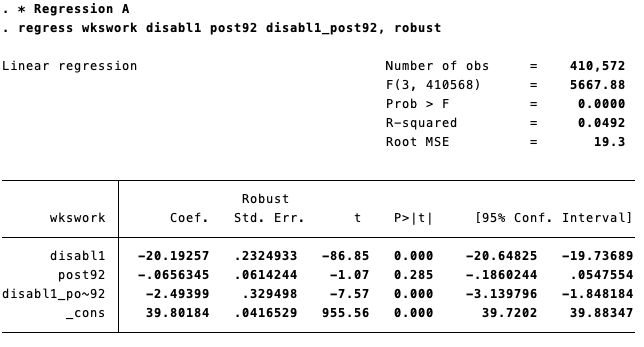 . * Regression A
. regress wkswork disabl1 post92 disabl1_post92, robust
Linear regression Number of obs = 410,572
F(3, 410568) = 5667.88
Prob > F = 0.0000
R-squared = 0.0492
Root MSE = 19.3
Robust
wkswork Coef. Std. Err. t P>|t| [95% Conf. Interval]
disabl1 -20.19257 .2324933 -86.85 0.000 -20.64825 -19.73689
post92 -.0656345 .0614244 -1.07 0.285 -.1860244 .0547554
disabl1_po~92 -2.49399 .329498 -7.57 0.000 -3.139796 -1.848184
_cons 39.80184 .0416529 955.56 0.000 39.7202 39.88347